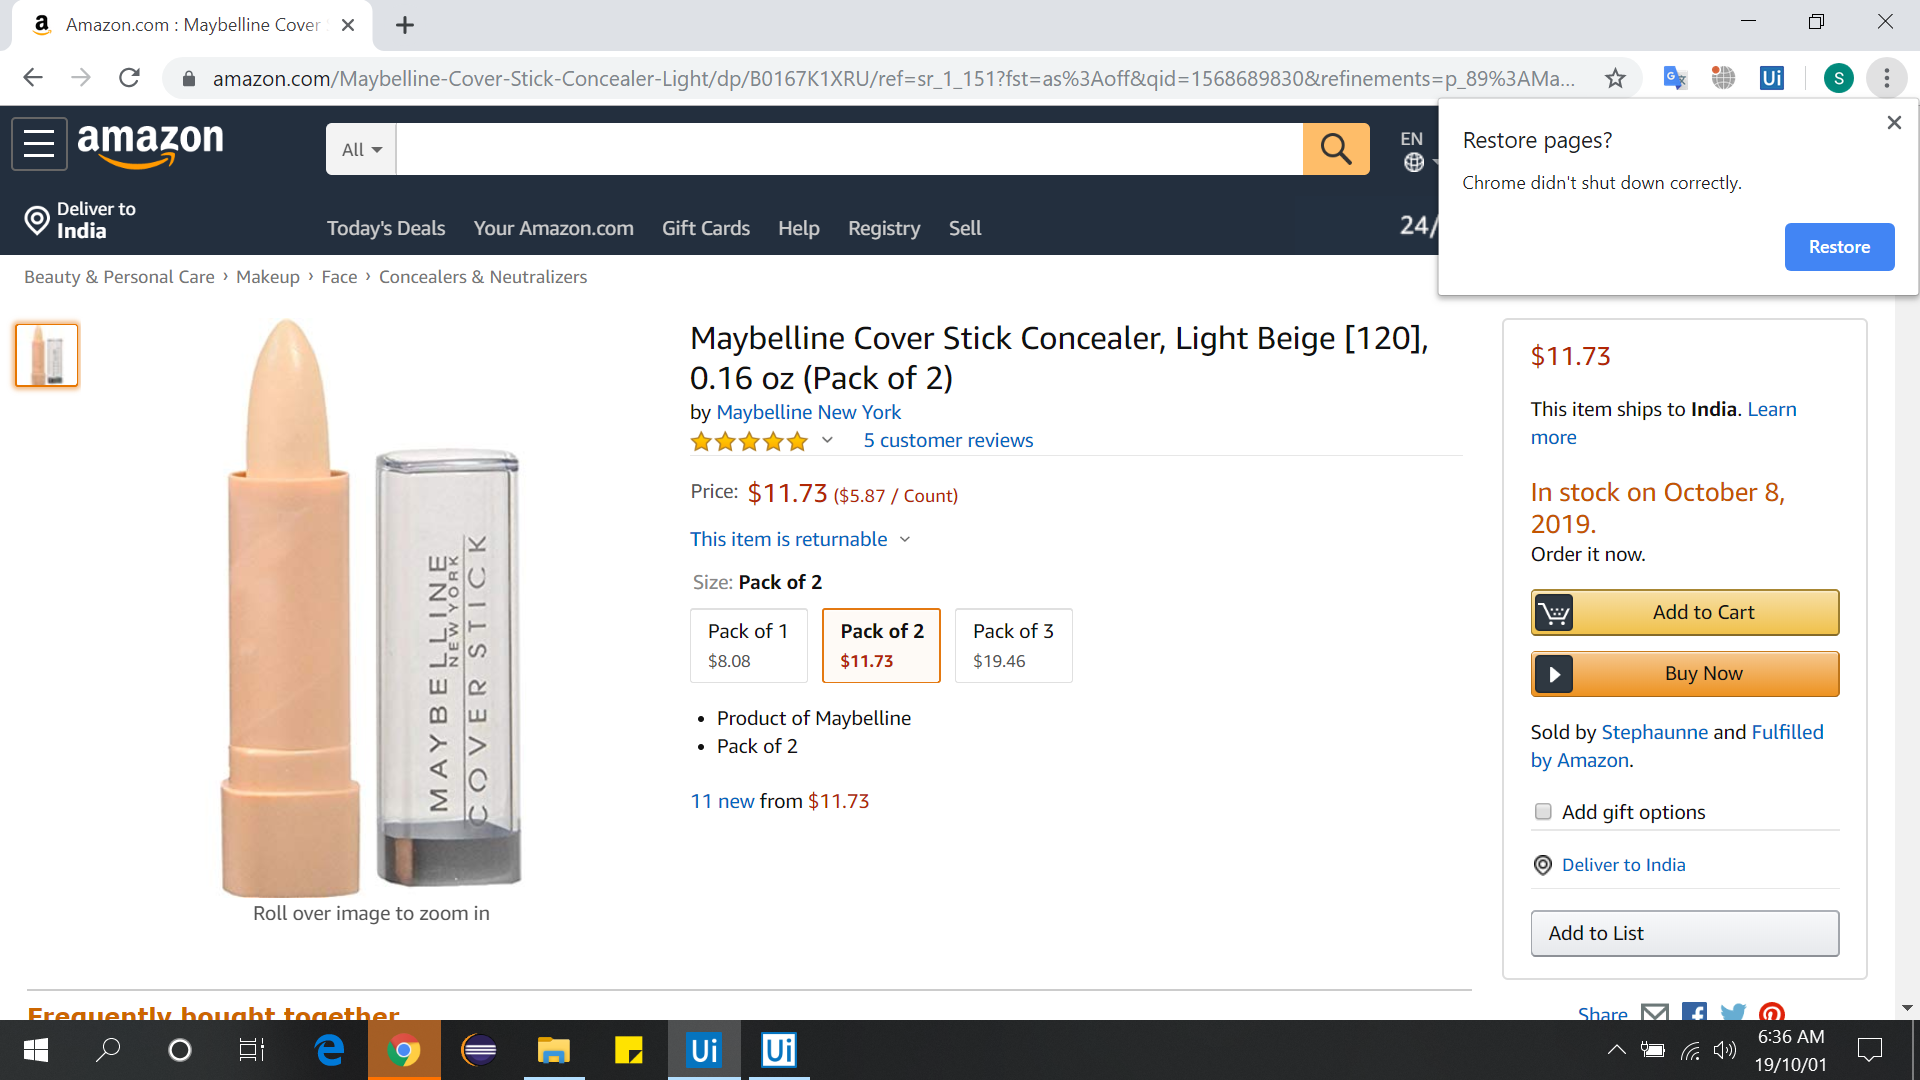 Amazon.com : Maybelline Cover
amazon.com/Maybelline-Cover-Stick-Concealer-Light/dp/B0167K1XRU/ref=sr_1_151?fst=as%3Aoff&qid=1568689830&refinements=p_89%3AMa...
Ui
S
Restore pages?
Chrome didn't shut down correctly.
Restore
amazon
All
EN
Deliver to
India
Today's Deals
Your Amazon.com
Gift Cards
Help
Registry
Sell
24/
Beauty & Personal Care › Makeup › Face › Concealers & Neutralizers
MAYBELLINE
NEW YORK
COVER STICK
Roll over image to zoom in
Maybelline Cover Stick Concealer, Light Beige [120],
0.16 oz (Pack of 2)
by Maybelline New York
5 customer reviews
Price: $11.73 ($5.87 / Count)
This item is returnable
Size: Pack of 2
Pack of 1
$8.08
Pack of 2
$11.73
Pack of 3
$19.46
• Product of Maybelline
• Pack of 2
11 new from $11.73
$11.73
This item ships to India. Learn
more
In stock on October 8,
2019.
Order it now.
Add to Cart
Buy Now
Sold by Stephaunne and Fulfilled
by Amazon.
Add gift options
Deliver to India
Add to List
Share
Frequently bought together
Ui
Ui
6:36 AM
19/10/01